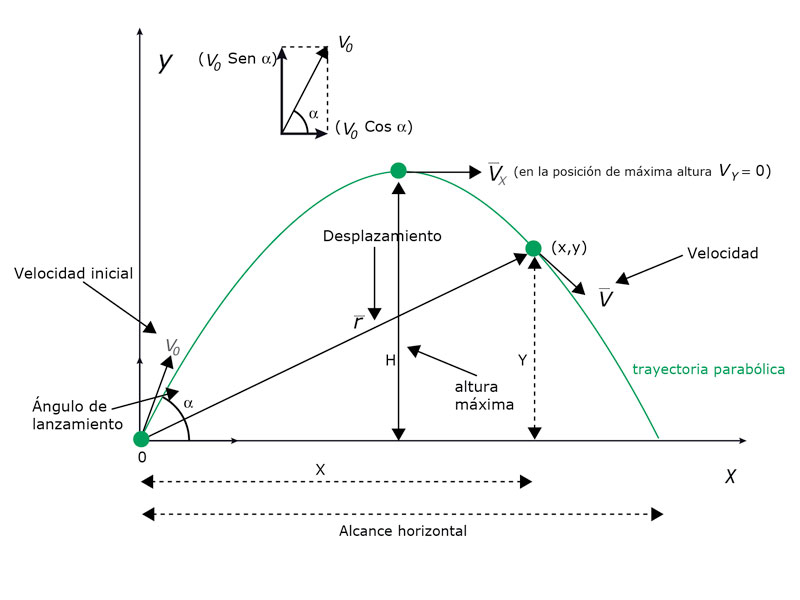 y
(V0 Sen α)
V0
α
(V0 Cos α)
V̅X (en la posición de máxima altura VY = 0)
Desplazamiento
(x,y)
Velocidad
Velocidad inicial
V̅
r̅
V0
H
Y
trayectoria parabólica
altura
máxima
Ángulo de
lanzamiento
α
0
X
X
Alcance horizontal